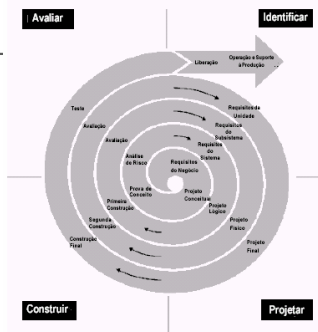 Avaliar
Identificar
Liberação
Operação e Suporte
à Produção
Teste
Avaliação
Avaliação
Análise
de Risco
Requisitos da
Unidade
Requisitos
do
Subsistema
Requisitos
do
Sistema
Requisitos
do Negócio
Prova de
Conceito
Primeira
Construção
Segunda
Construção
Construção
Final
Projeto
Conceitual
Projeto
Lógico
Projeto
Físico
Projeto
Final
Construir
Projetar